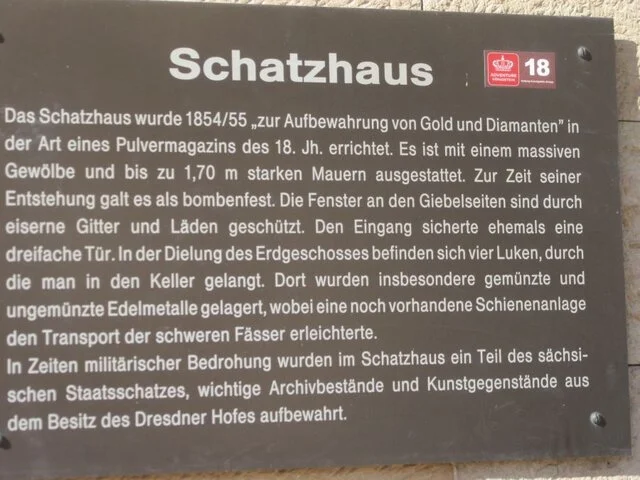 Schatzhaus
18
Das Schatzhaus wurde 1854/55 „zur Aufbewahrung von Gold und Diamanten” in
der Art eines Pulvermagazins des 18. Jh. errichtet. Es ist mit einem massiven
Gewölbe und bis zu 1,70 m starken Mauern ausgestattet. Zur Zeit seiner
Entstehung galt es als bombenfest. Die Fenster an den Giebelseiten sind durch
eiserne Gitter und Läden geschützt. Den Eingang sicherte ehemals eine
dreifache Tür. In der Dielung des Erdgeschosses befinden sich vier Luken, durch
die man in den Keller gelangt. Dort wurden insbesondere gemünzte und
ungemünzte Edelmetalle gelagert, wobei eine noch vorhandene Schienenanlage
den Transport der schweren Fässer erleichterte.
In Zeiten militärischer Bedrohung wurden im Schatzhaus ein Teil des sächsi-
schen Staatsschatzes, wichtige Archivbestände und Kunstgegenstände aus
dem Besitz des Dresdner Hofes aufbewahrt.